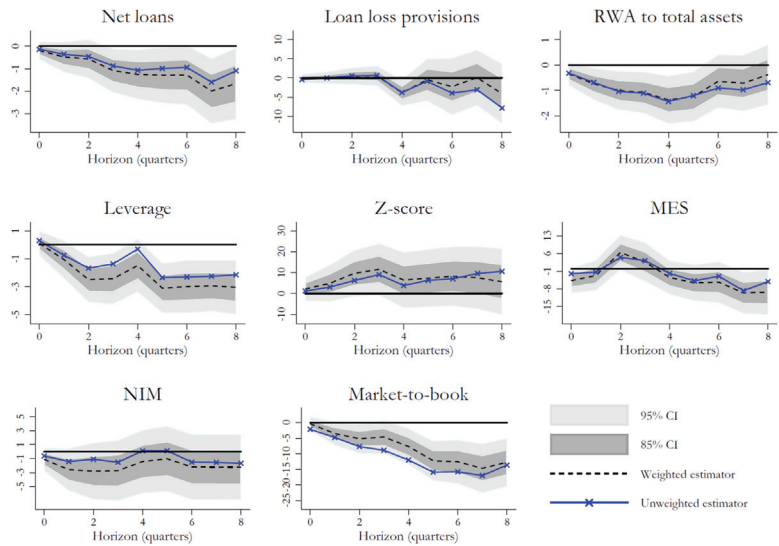 Net loans
0
-1
-2
-3
0 2 4 6 8
Horizon (quarters)
Loan loss provisions
10
5
0
-5
-10
0 2 4 6 8
Horizon (quarters)
RWA to total assets
1
0
-1
-2
0 2 4 6 8
Horizon (quarters)
Leverage
1
-1
-3
-5
0 2 4 6 8
Horizon (quarters)
Z-score
30
20
10
0
-10
0 2 4 6 8
Horizon (quarters)
MES
13
6
-1
-8
-15
0 2 4 6 8
Horizon (quarters)
NIM
5
3
1
-1
-3
-5
0 2 4 6 8
Horizon (quarters)
Market-to-book
0
-5
-10
-15
-20
-25
0 2 4 6 8
Horizon (quarters)
95% CI
85% CI
Weighted estimator
Unweighted estimator